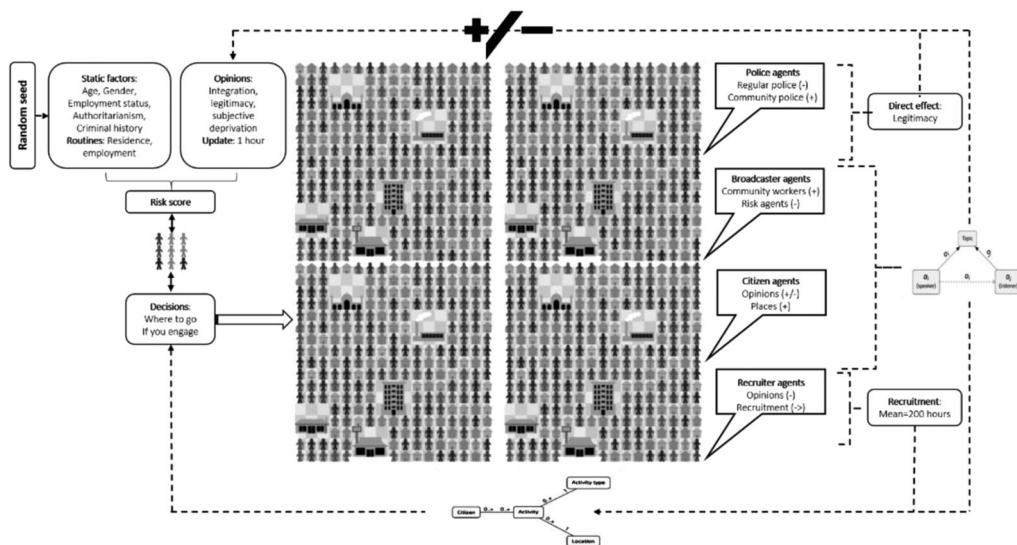 +/-
Random seed
Static factors:
Age, Gender,
Employment status,
Authoritarianism,
Criminal history
Routines: Residence,
employment
Opinions:
Integration,
legitimacy,
subjective
deprivation
Update: 1 hour
Risk score
Decisions:
Where to go
If you engage
Police agents
Regular police (-)
Community police (+)
Broadcaster agents
Community workers (+)
Risk agents (-)
Citizen agents
Opinions (+/-)
Places (+)
Recruiter agents
Opinions (-)
Recruitment (->)
Direct effect:
Legitimacy
Topic
(speaker)
(listener)
Recruitment:
Mean=200 hours
Activity type
Citizen
Activity
Location